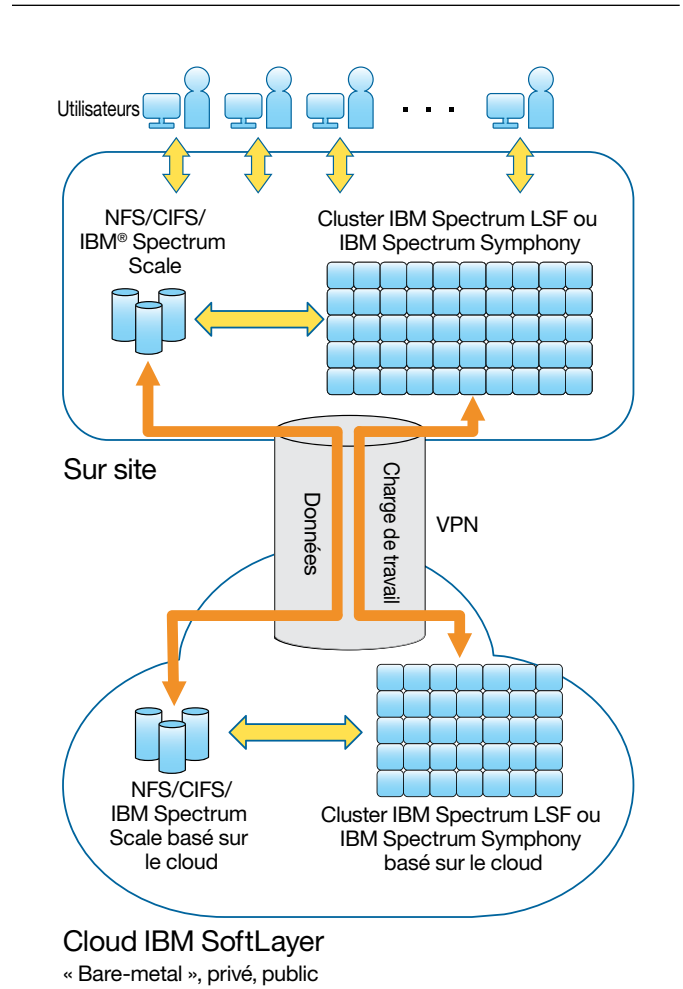 Utilisateurs
NFS/CIFS/
IBM® Spectrum
Scale
Cluster IBM Spectrum LSF ou
IBM Spectrum Symphony
Sur site
Données
Charge de travail
VPN
NFS/CIFS/
IBM Spectrum
Scale basé sur
le cloud
Cluster IBM Spectrum LSF ou
IBM Spectrum Symphony
basé sur le cloud
Cloud IBM SoftLayer
« Bare-metal », privé, public